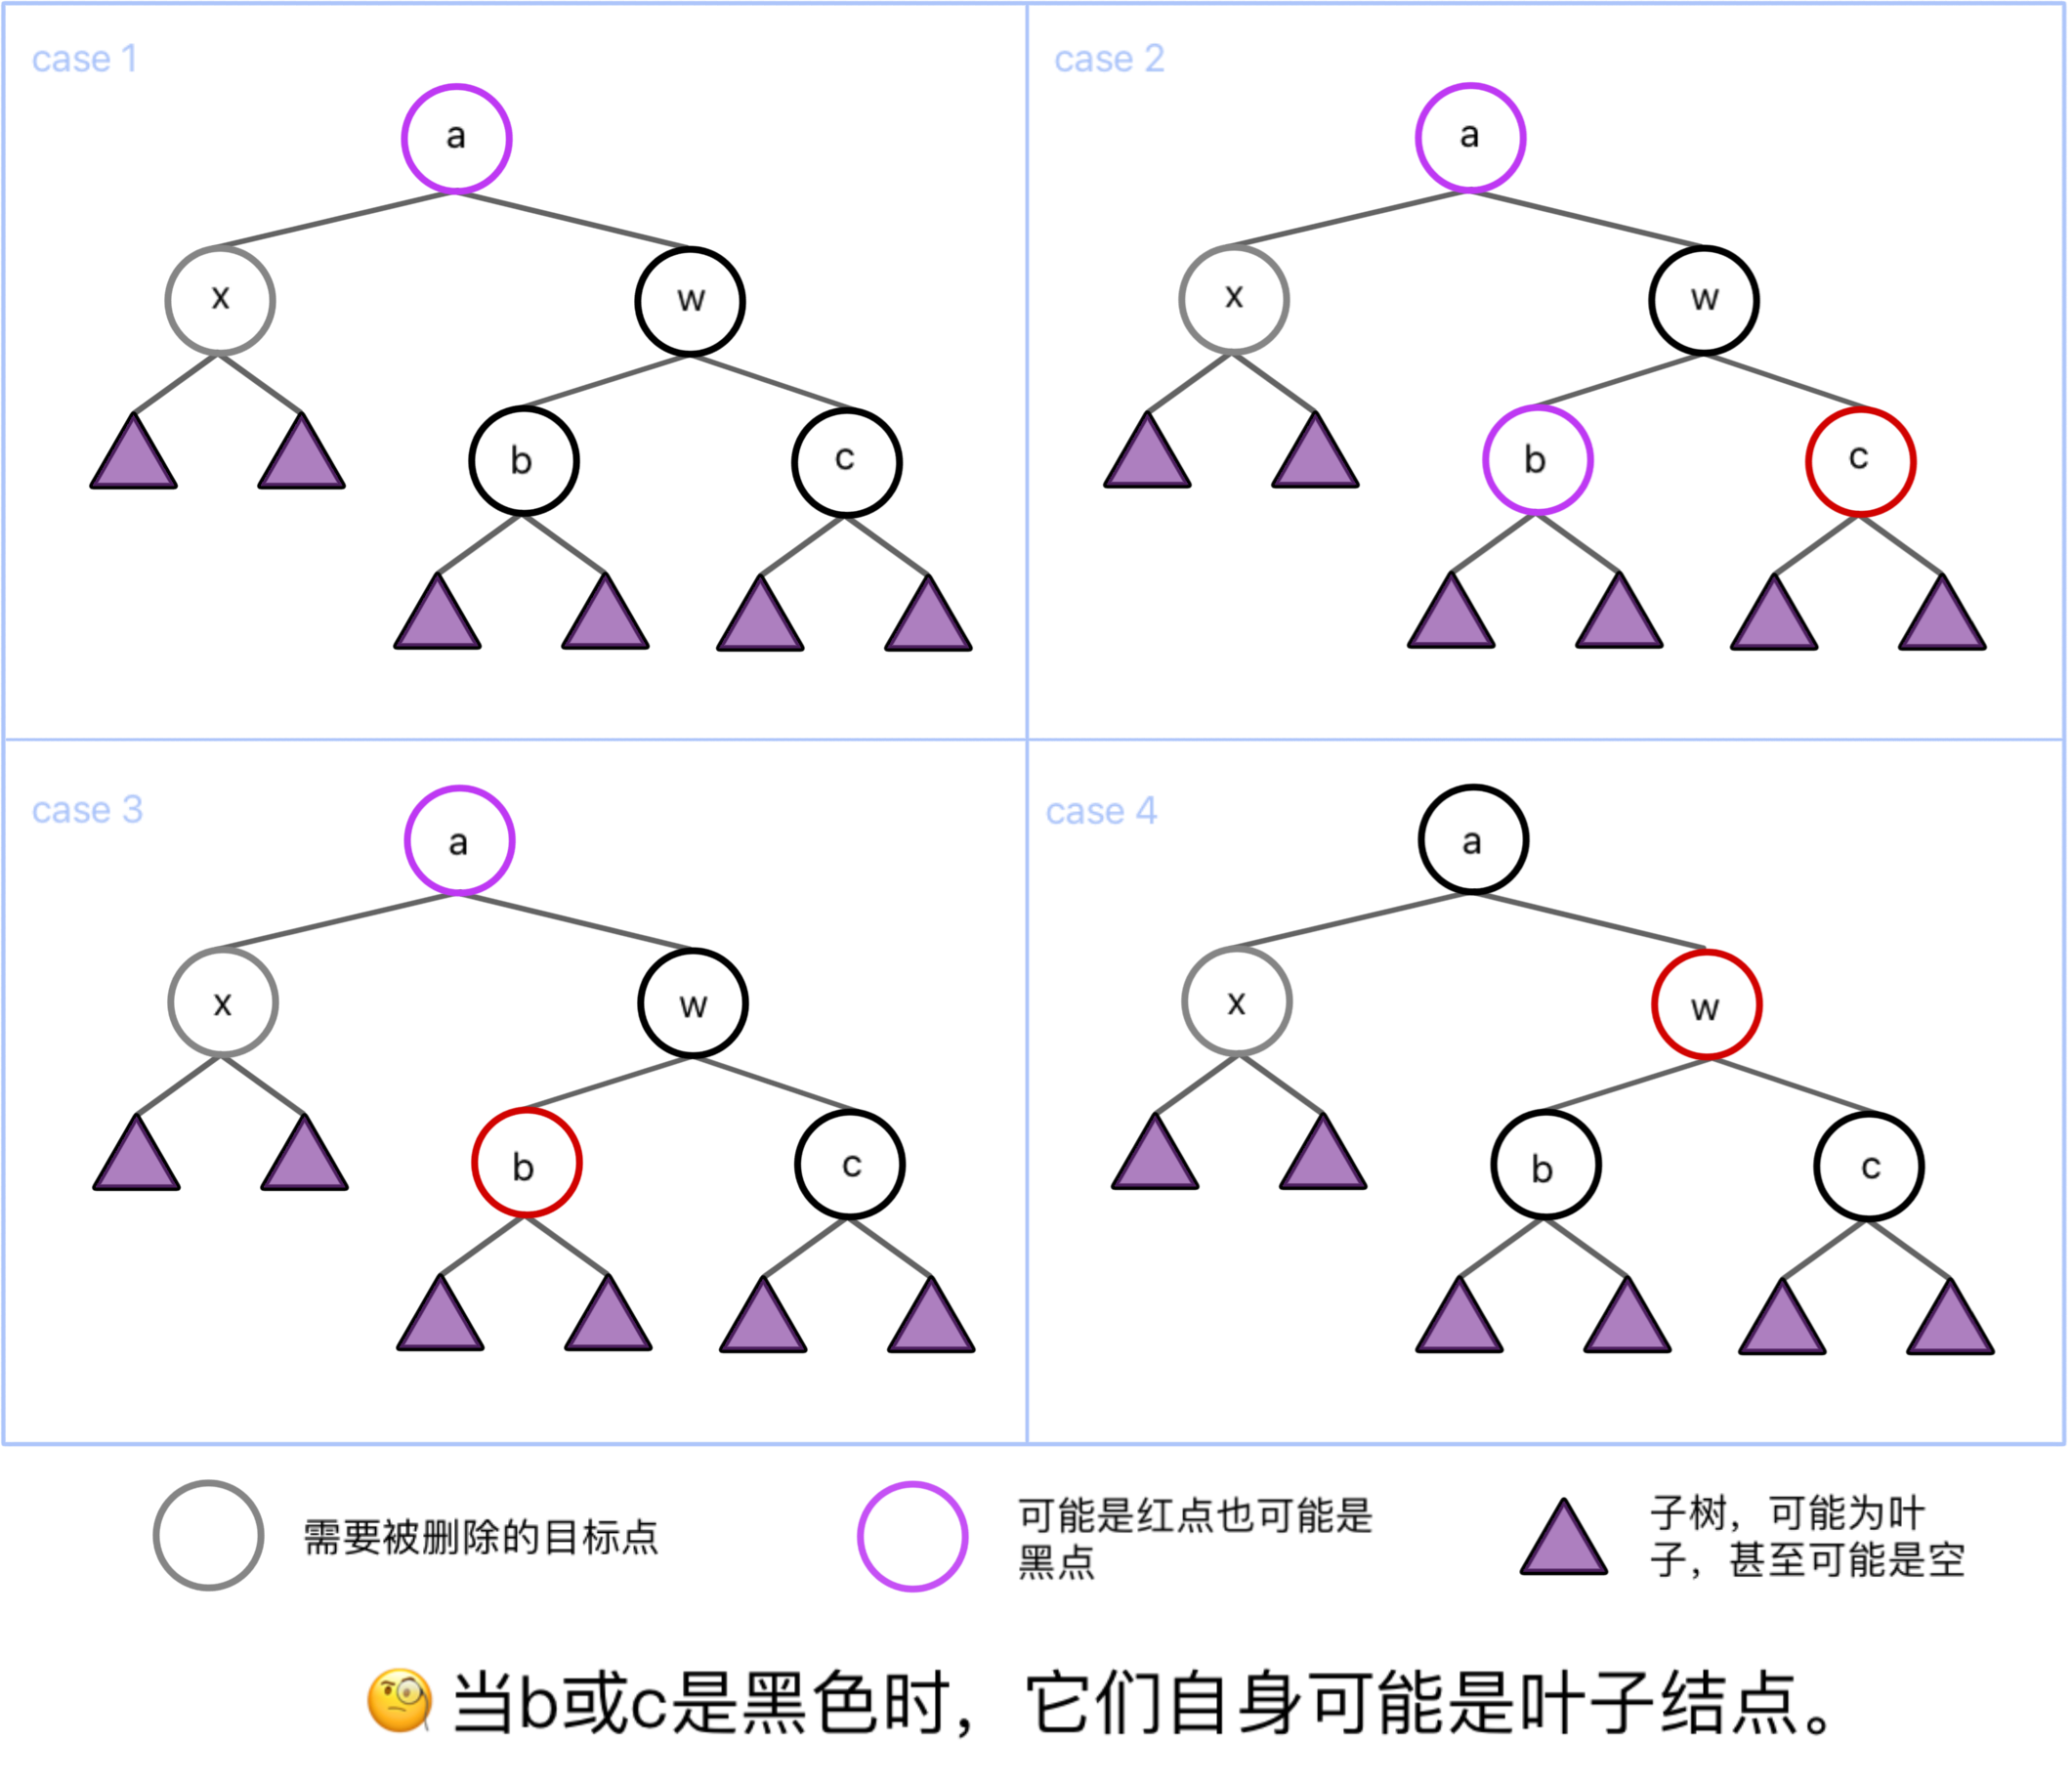 case 1
a
x
w
b
c
case 2
a
x
w
b
c
case 3
a
x
w
b
c
case 4
a
x
w
b
c
需要被删除的目标点
可能是红点也可能是
黑点
子树，可能为叶
子，甚至可能是空
🧐当b或c是黑色时，它们自身可能是叶子结点。